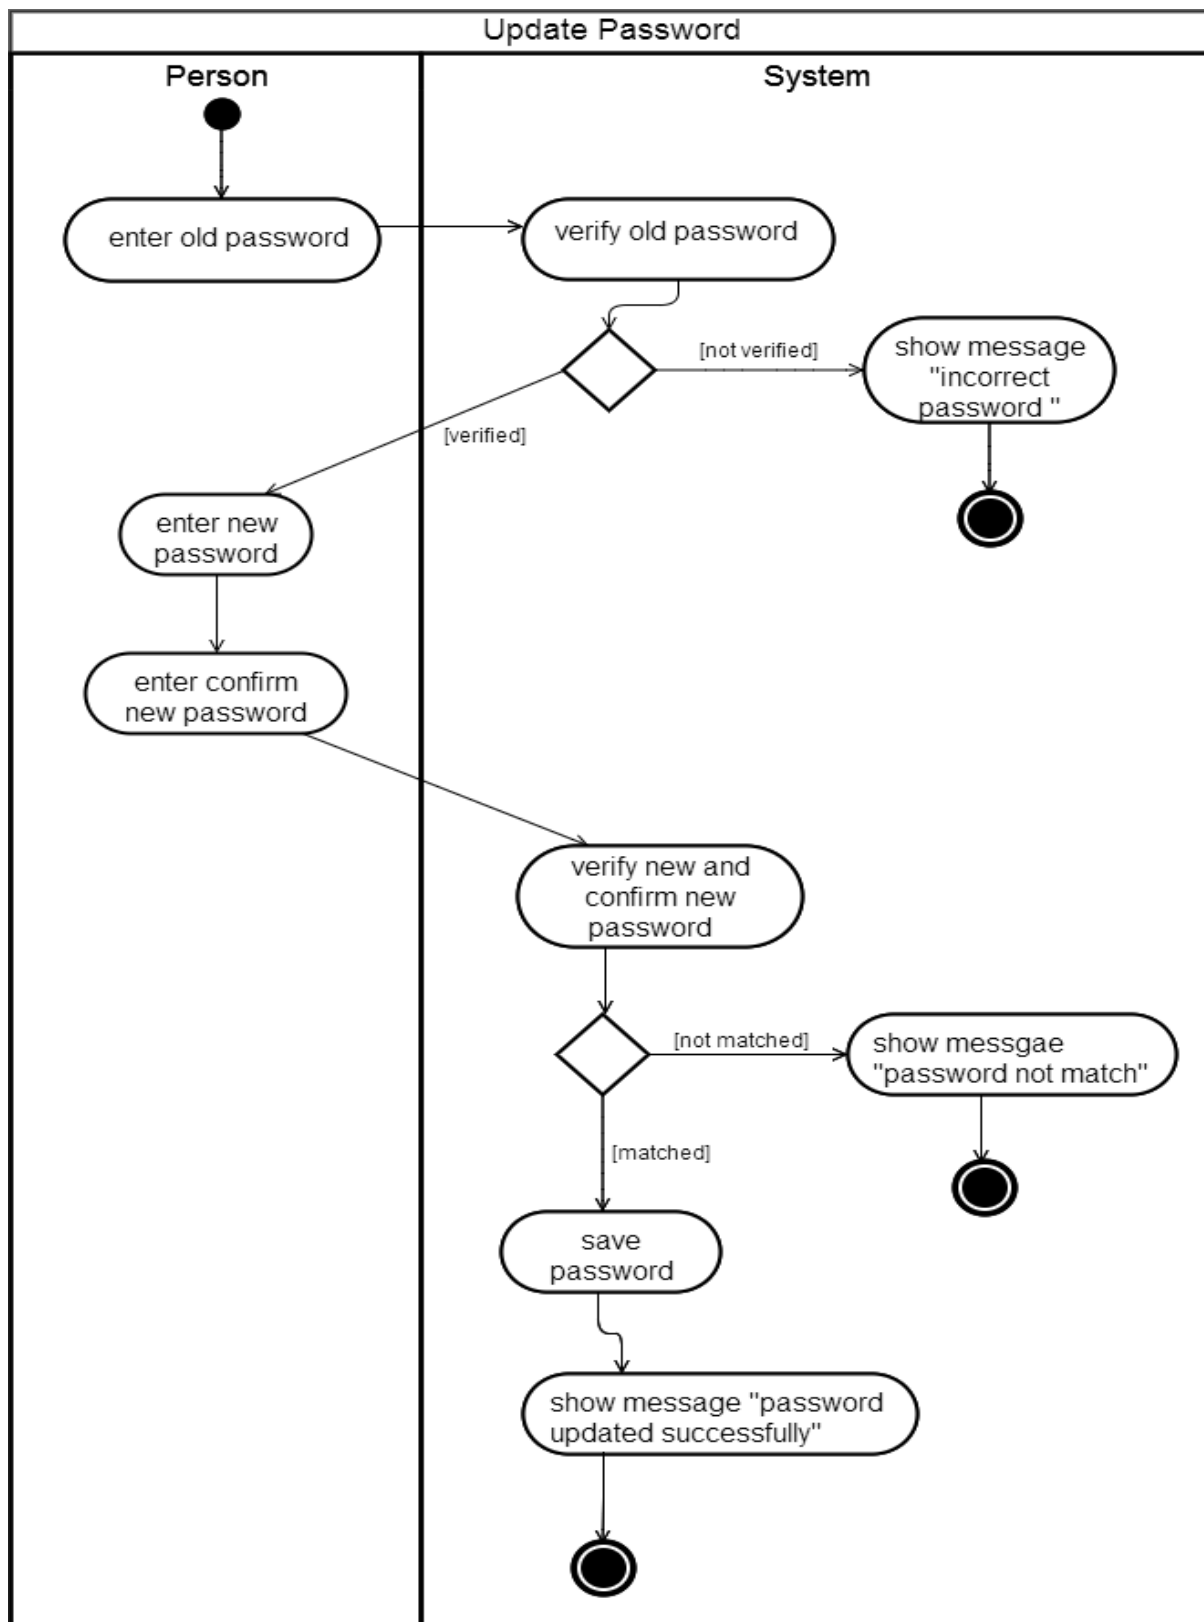 Update Password
Person
System
enter old password
verify old password
[not verified]
show message
"incorrect
password "
[verified]
enter new
password
enter confirm
new password
verify new and
confirm new
password
[not matched]
show messgae
"password not match"
[matched]
save
password
show message "password
updated successfully"